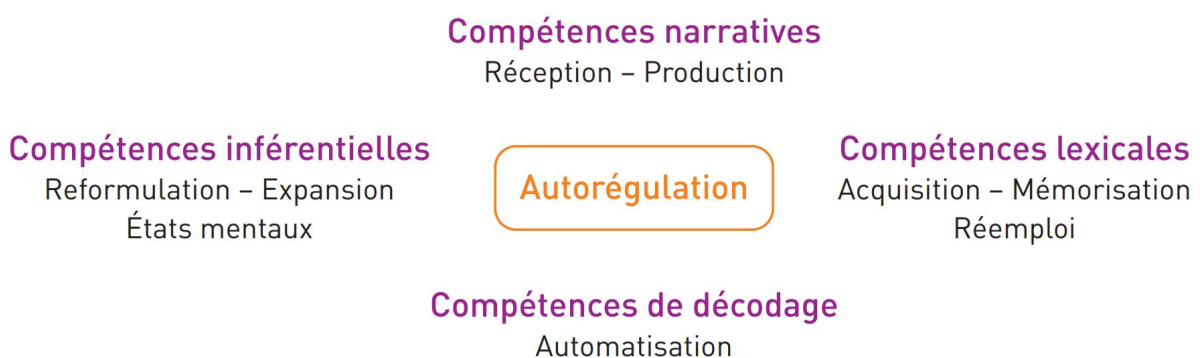 Compétences narratives
Réception – Production
Compétences inférentielles
Reformulation – Expansion
États mentaux
Autorégulation
Compétences lexicales
Acquisition – Mémorisation
Réemploi
Compétences de décodage
Automatisation